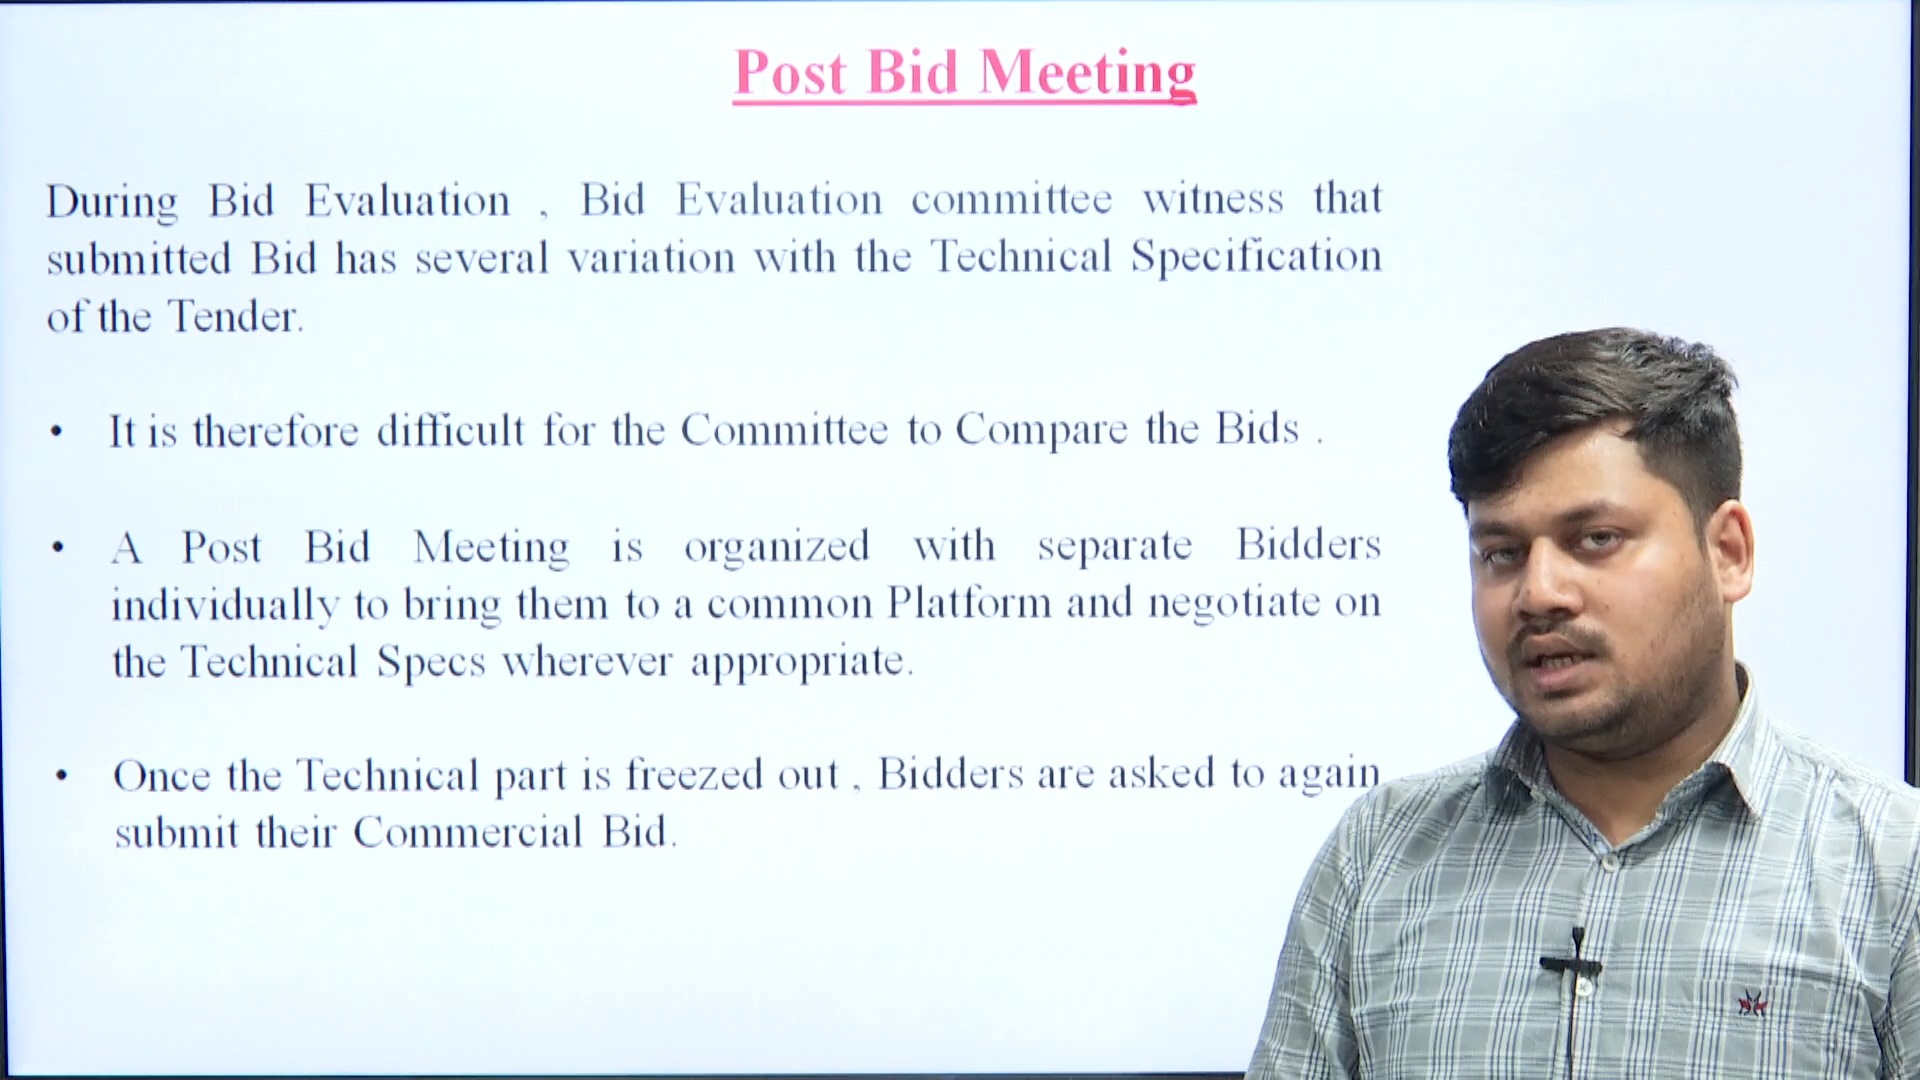 Post Bid Meeting
During Bid Evaluation , Bid Evaluation committee witness that
submitted Bid has several variation with the Technical Specification
of the Tender.
• It is therefore difficult for the Committee to Compare the Bids .
• A Post Bid Meeting is organized with separate Bidders
individually to bring them to a common Platform and negotiate on
the Technical Specs wherever appropriate.
• Once the Technical part is freezed out , Bidders are asked to again
submit their Commercial Bid.